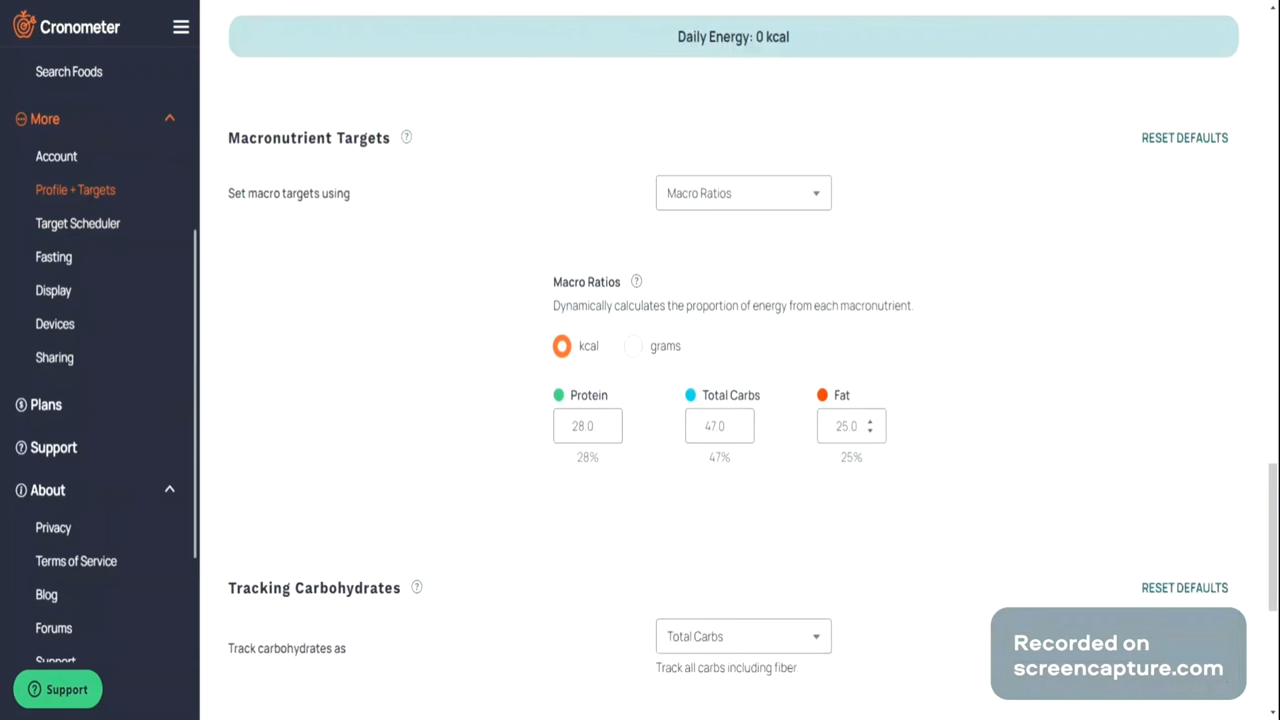 Cronometer
Search Foods
More
Account
Profile + Targets
Target Scheduler
Fasting
Display
Devices
Sharing
$ Plans
? Support
i About
Privacy
Terms of Service
Blog
Forums
Support
? Support
Daily Energy: 0 kcal
Macronutrient Targets ?
RESET DEFAULTS
Set macro targets using
Macro Ratios
Macro Ratios ?
Dynamically calculates the proportion of energy from each macronutrient.
kcal grams
Protein Total Carbs Fat
28.0 47.0 25.0
28% 47% 25%
Tracking Carbohydrates ?
RESET DEFAULTS
Track carbohydrates as
Total Carbs
Track all carbs including fiber
Recorded on
screencapture.com